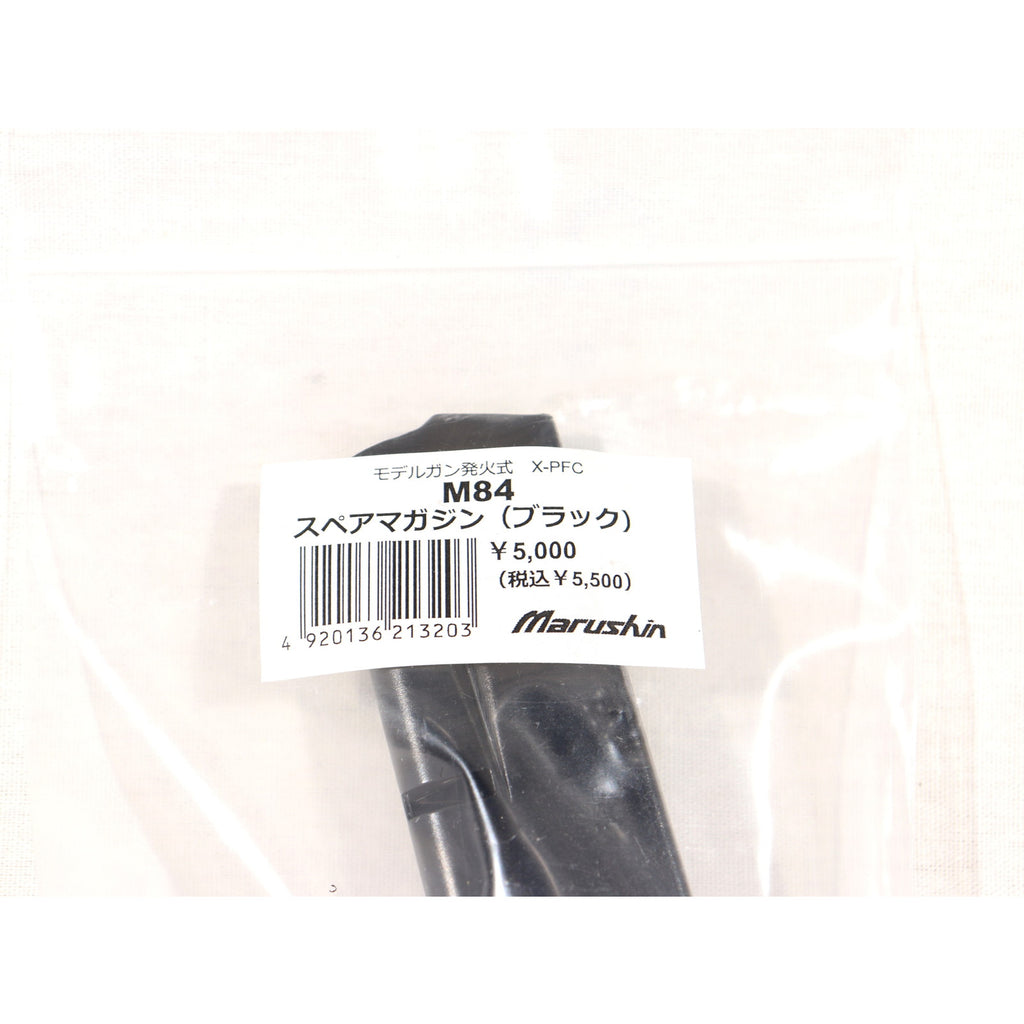 モデルガン発火式 X-PFC
M84
スペアマガジン（ブラック）
￥5,000
（税込￥5,500）
4 920136 213203
Marushin